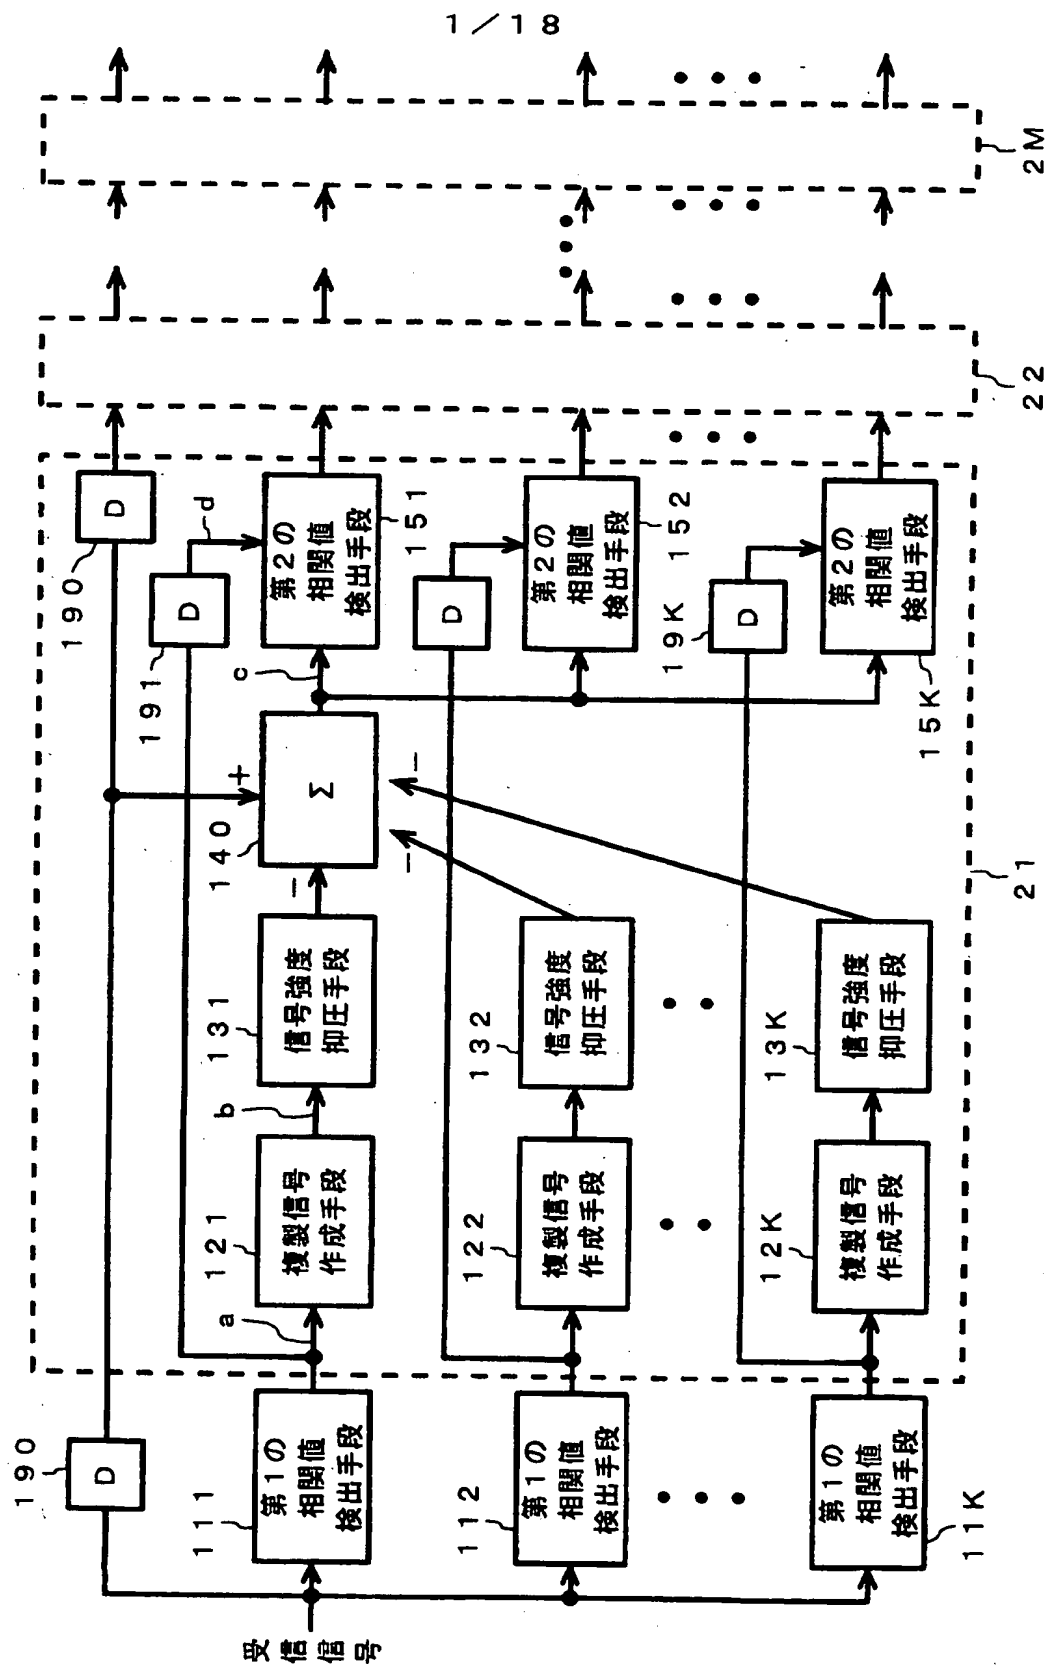 1/18
受信信号
190
D
111
第1の
相関値
検出手段
112
第1の
相関値
検出手段
11K
第1の
相関値
検出手段
a
121
複製信号
作成手段
122
複製信号
作成手段
12K
複製信号
作成手段
b
131
信号強度
抑圧手段
132
信号強度
抑圧手段
13K
信号強度
抑圧手段
140
Σ
+
−
−
−
c
190
D
191
D
d
第2の
相関値
検出手段
151
D
第2の
相関値
検出手段
152
19K
D
第2の
相関値
検出手段
15K
21
22
2M